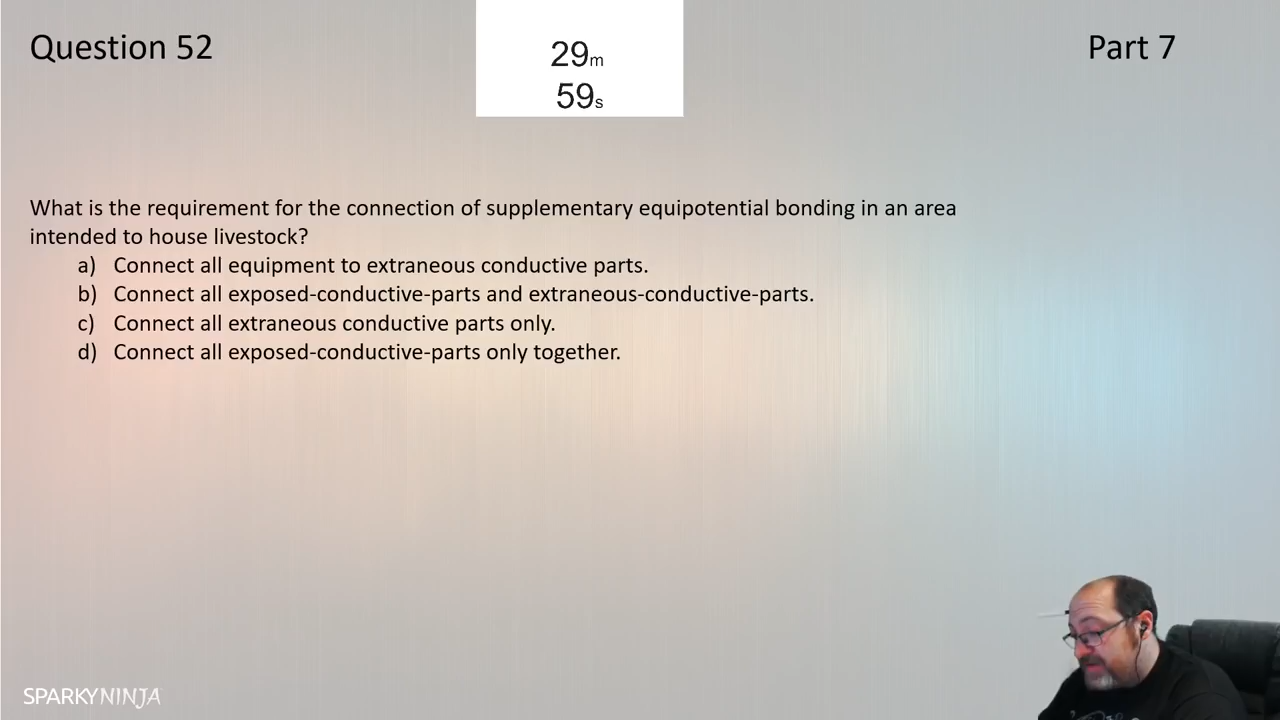 Question 52
29m
59s
Part 7
What is the requirement for the connection of supplementary equipotential bonding in an area
intended to house livestock?
a) Connect all equipment to extraneous conductive parts.
b) Connect all exposed-conductive-parts and extraneous-conductive-parts.
c) Connect all extraneous conductive parts only.
d) Connect all exposed-conductive-parts only together.
SPARKYNINJA